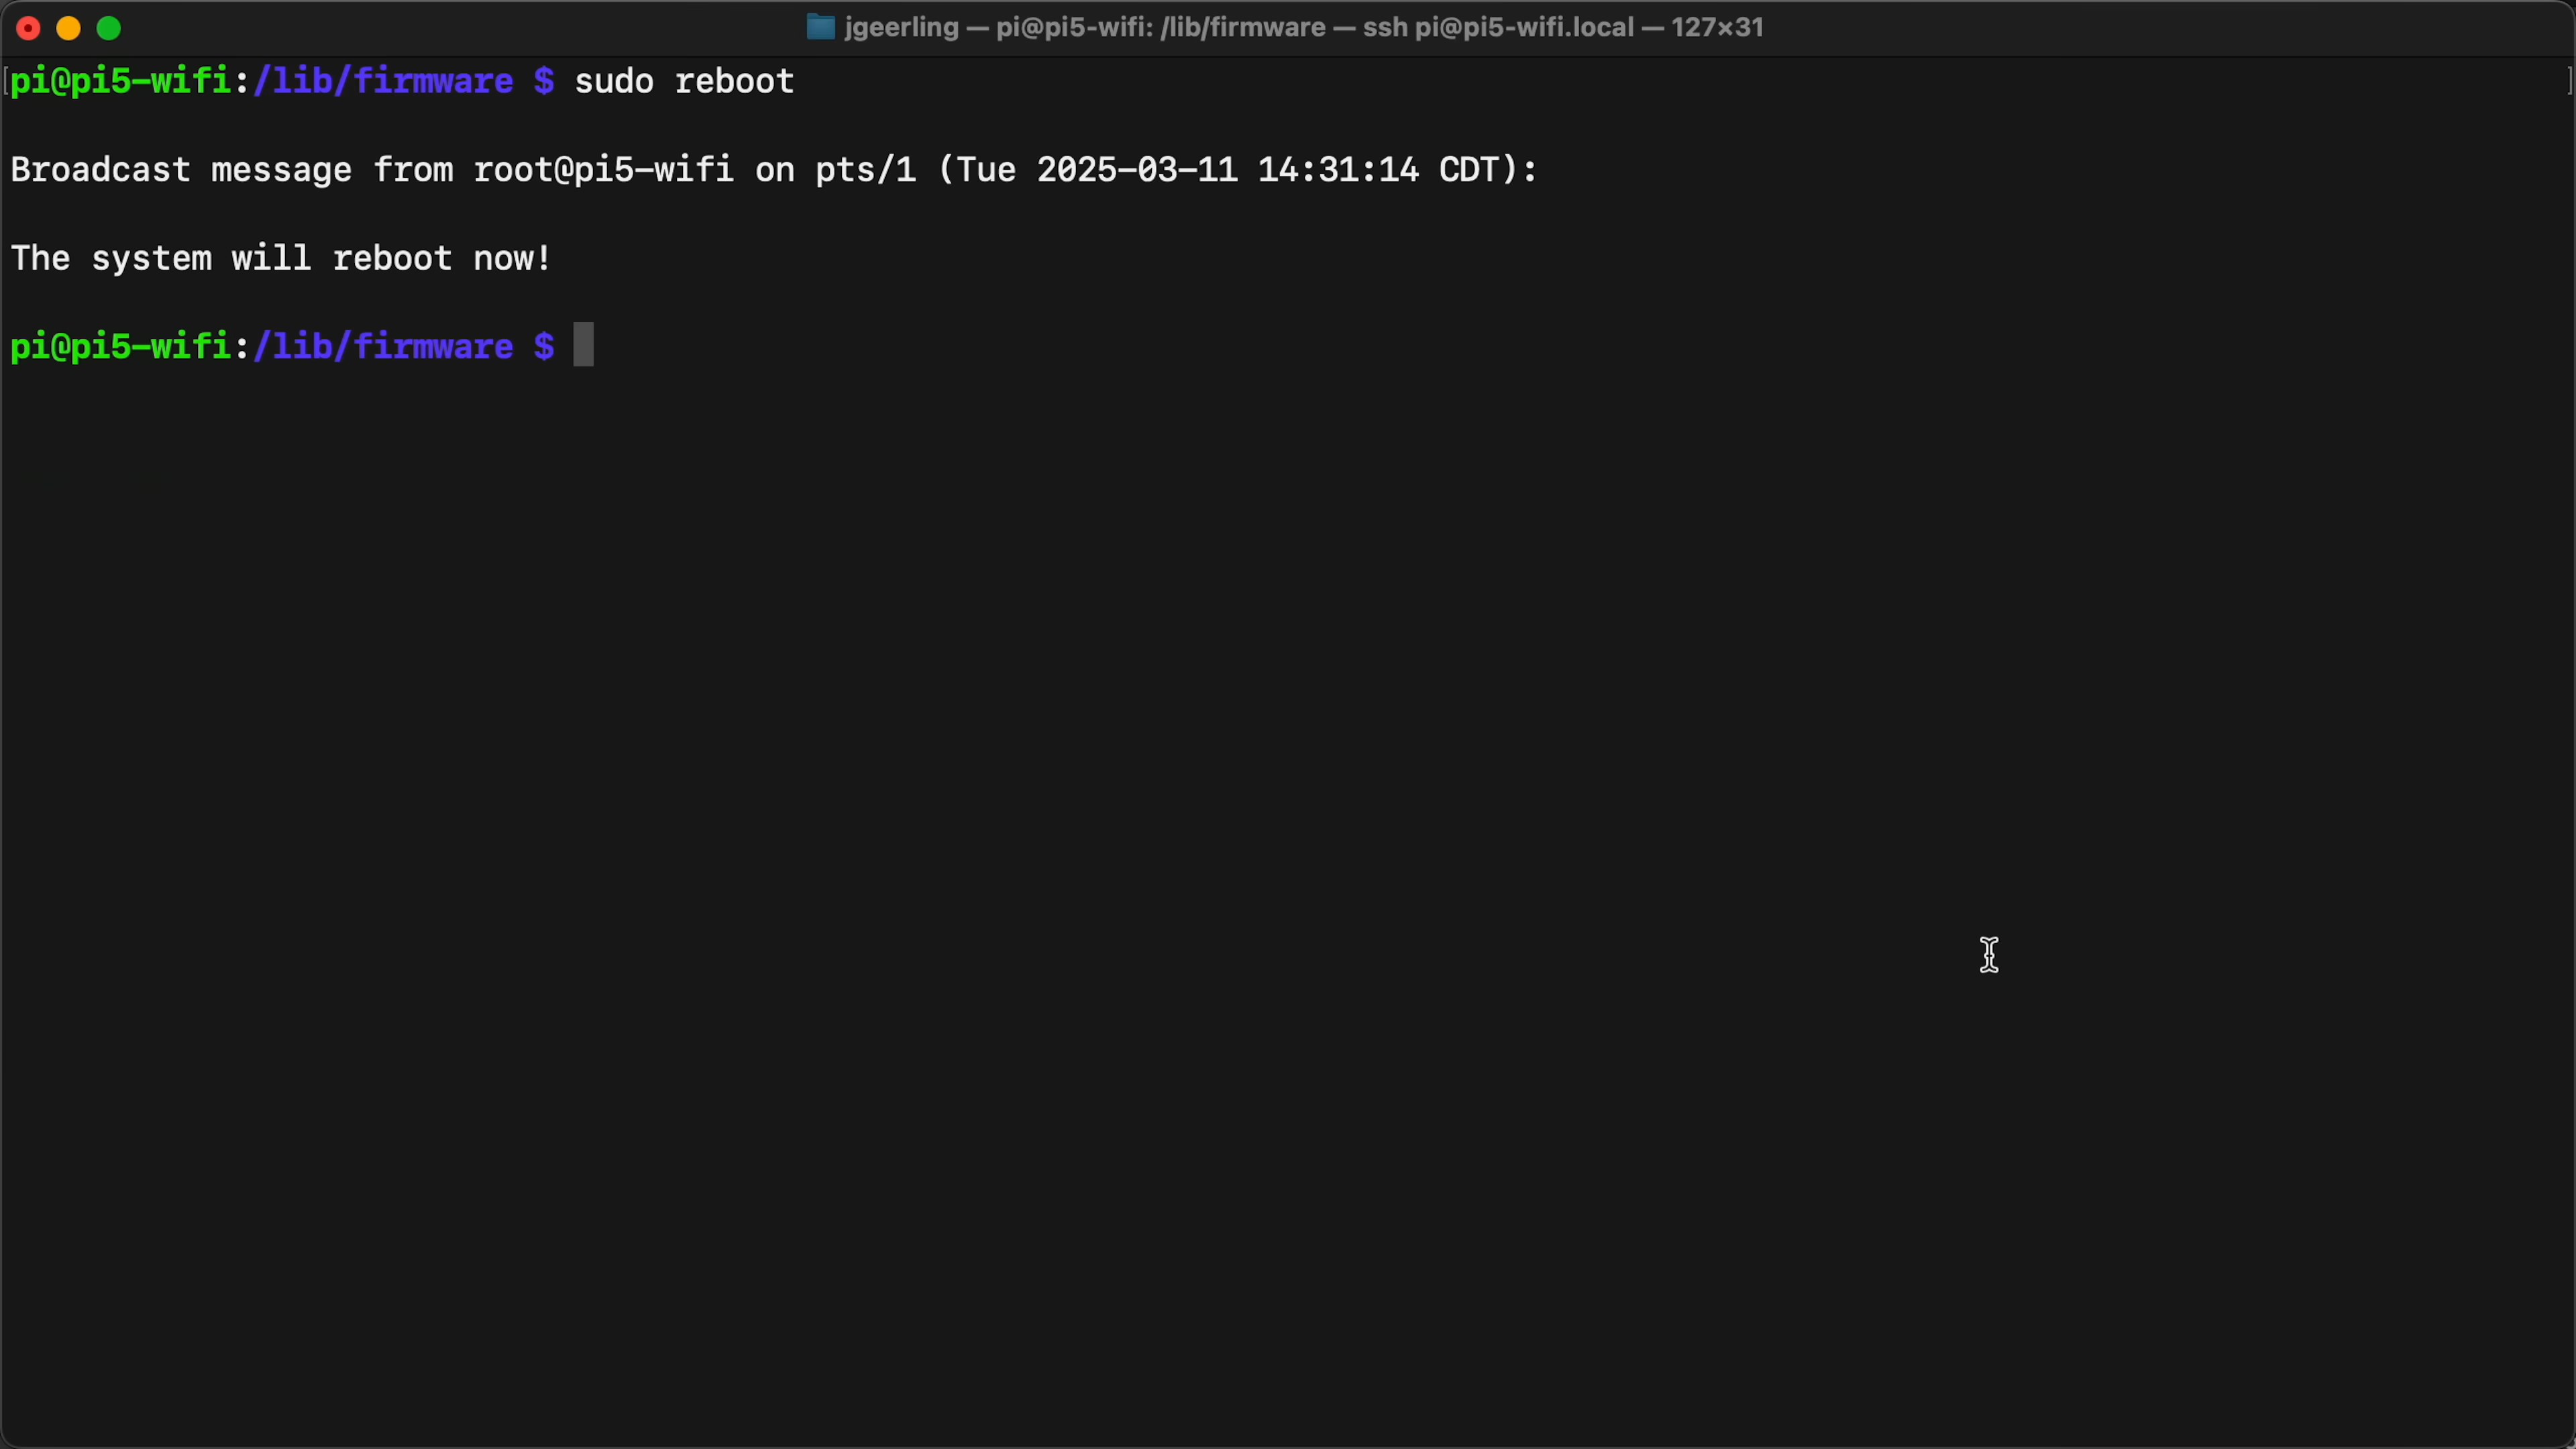 jgeerling — pi@pi5-wifi: /lib/firmware — ssh pi@pi5-wifi.local — 127×31
[pi@pi5-wifi:/lib/firmware $ sudo reboot ]
Broadcast message from root@pi5-wifi on pts/1 (Tue 2025-03-11 14:31:14 CDT):
The system will reboot now!
pi@pi5-wifi:/lib/firmware $